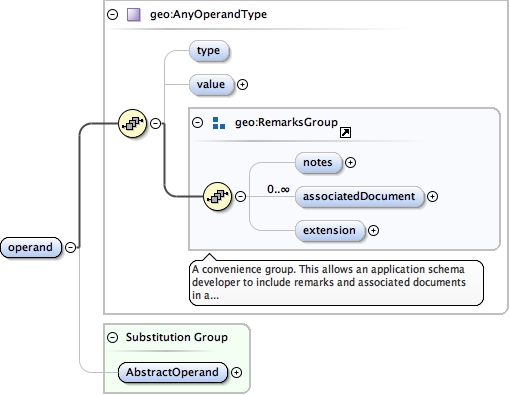 geo:AnyOperandType
type
value
geo:RemarksGroup
notes
0..∞
associatedDocument
extension
operand
A convenience group. This allows an application schema
developer to include remarks and associated documents
in a...
Substitution Group
AbstractOperand